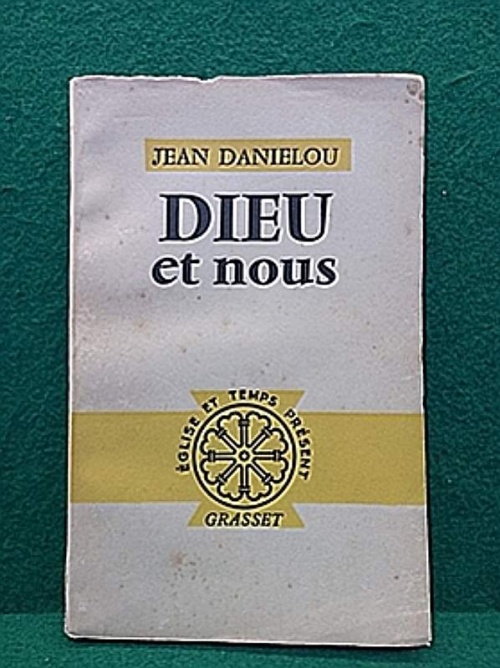 JEAN DANIELOU
DIEU
et nous
ÉGLISE ET TEMPS PRÉSENT
GRASSET